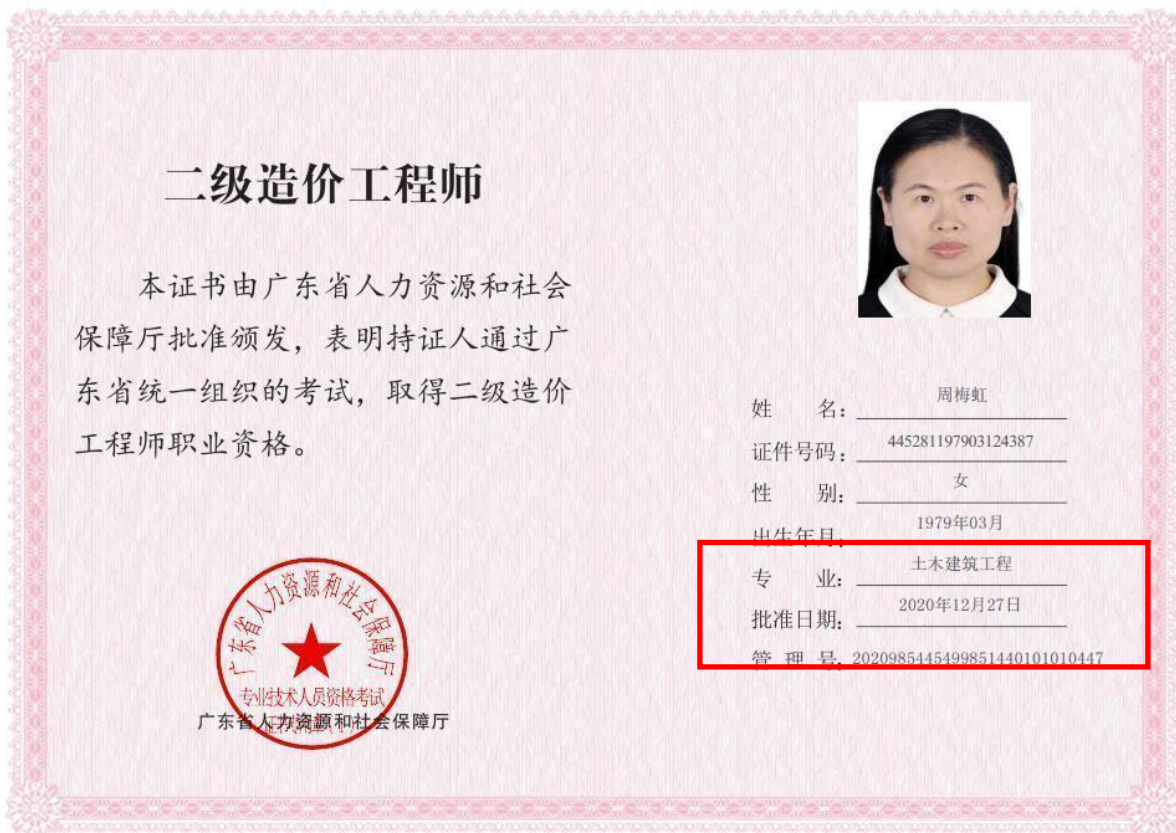 二级造价工程师
本证书由广东省人力资源和社会
保障厅批准颁发，表明持证人通过广
东省统一组织的考试，取得二级造价
工程师职业资格。
广东省人力资源和社会保障厅
专业技术人员资格考试
广东省人力资源和社会保障厅
姓 名：周梅虹
证件号码：445281197903124387
性 别：女
出生年月：1979年03月
专 业：土木建筑工程
批准日期：2020年12月27日
管 理 号：20209854454998514401010​10447